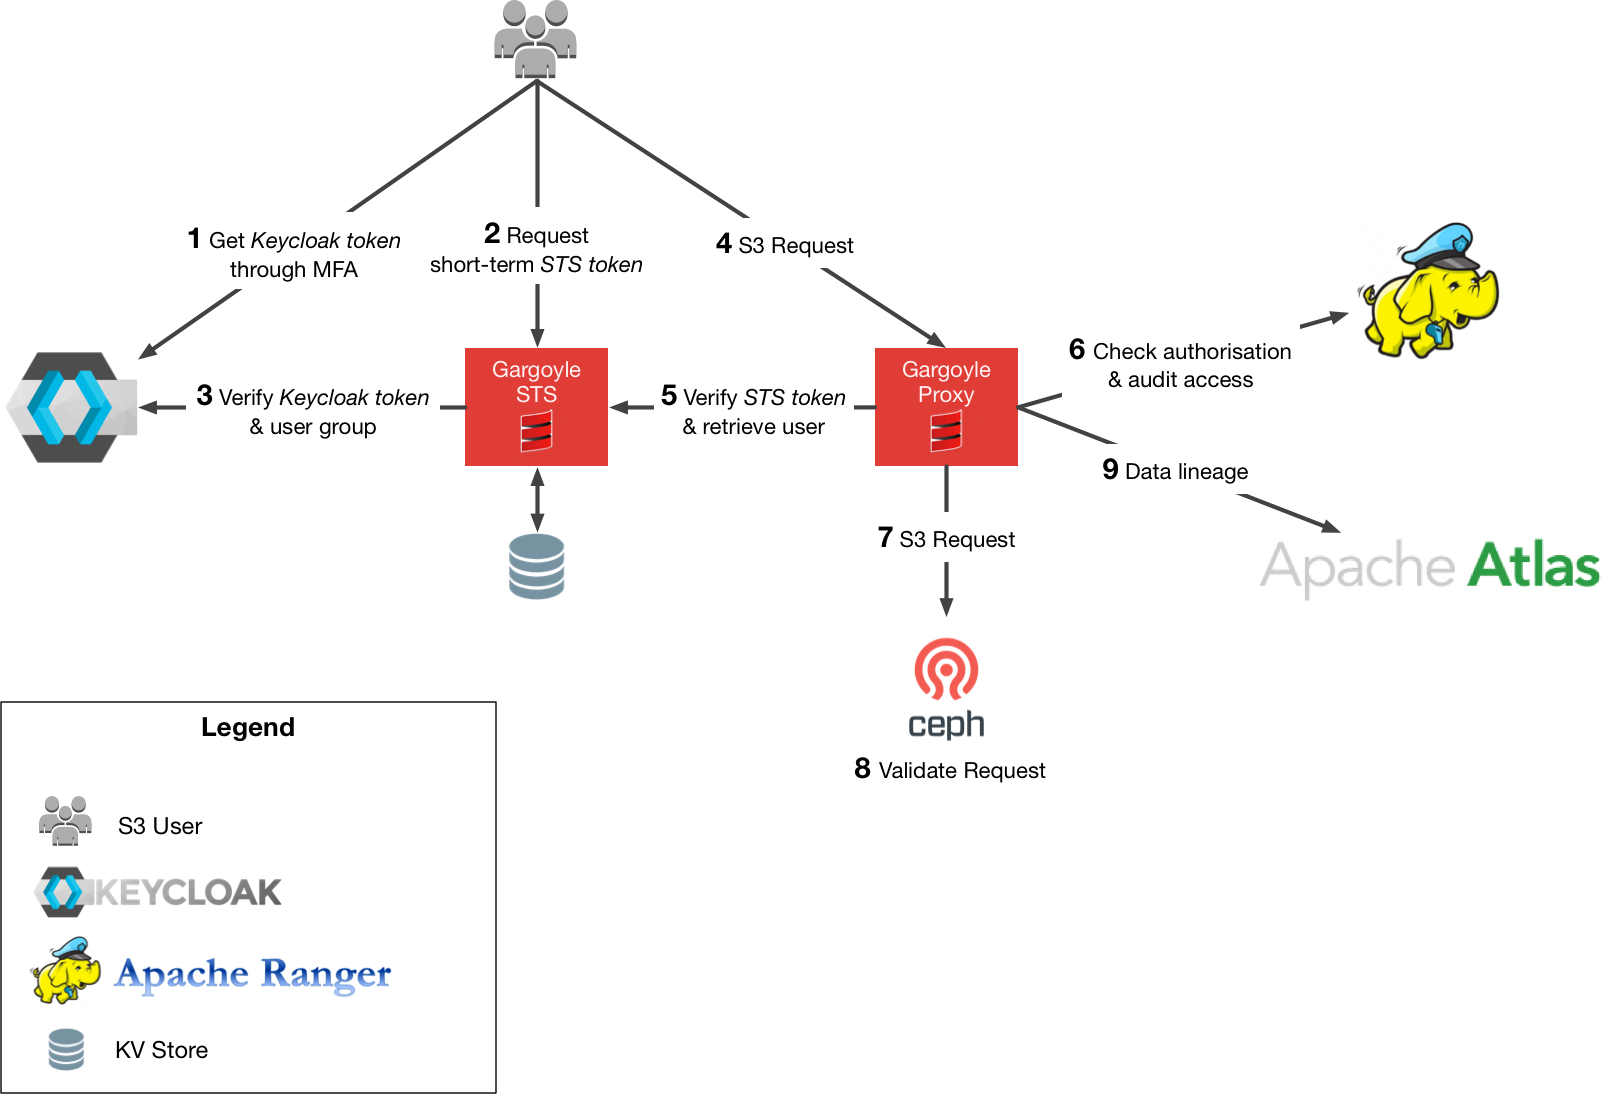 1 Get Keycloak token
through MFA
2 Request
short-term STS token
4 S3 Request
Gargoyle
STS
Gargoyle
Proxy
3 Verify Keycloak token
& user group
5 Verify STS token
& retrieve user
6 Check authorisation
& audit access
9 Data lineage
7 S3 Request
Apache Atlas
ceph
8 Validate Request
Legend
S3 User
KEYCLOAK
Apache Ranger
KV Store